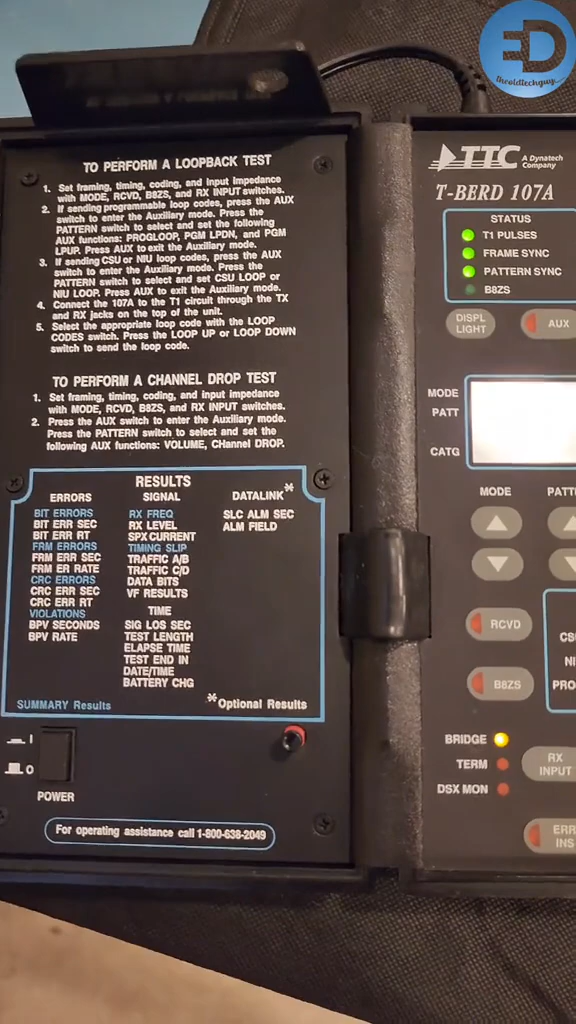 ED
theoldtechguy
TO PERFORM A LOOPBACK TEST
1. Set framing, timing, coding, and input impedance
with MODE, RCVD, B8ZS, and RX INPUT switches.
2. If sending programmable loop codes, press the AUX
switch to enter the Auxiliary mode. Press the
PATTERN switch to select and set the following
AUX functions: PROGLOOP, PGM LPDN, and PGM
LPUP. Press AUX to exit the Auxiliary mode.
3. If sending CSU or NIU loop codes, press the AUX
switch to enter the Auxiliary mode. Press the
PATTERN switch to select and set CSU LOOP or
NIU LOOP. Press AUX to exit the Auxiliary mode.
4. Connect the 107A to the T1 circuit through the TX
and RX jacks on the top of the unit.
5. Select the appropriate loop code with the LOOP
CODES switch. Press the LOOP UP or LOOP DOWN
switch to send the loop code.
TO PERFORM A CHANNEL DROP TEST
1. Set framing, timing, coding, and input impedance
with MODE, RCVD, B8ZS, and RX INPUT switches.
2. Press the AUX switch to enter the Auxiliary mode.
Press the PATTERN switch to select and set the
following AUX functions: VOLUME, CHannel DROP.
RESULTS
ERRORS
BIT ERRORS
BIT ERR SEC
BIT ERR RT
FRM ERRORS
FRM ERR SEC
FRM ER RATE
CRC ERRORS
CRC ERR SEC
CRC ERR RT
VIOLATIONS
BPV SECONDS
BPV RATE
SIGNAL
RX FREQ
RX LEVEL
SPX CURRENT
TIMING SLIP
TRAFFIC A/B
TRAFFIC C/D
DATA BITS
VF RESULTS
TIME
SIG LOS SEC
TEST LENGTH
ELAPSE TIME
TEST END IN
DATE/TIME
BATTERY CHG
DATALINK*
SLC ALM SEC
ALM FIELD
SUMMARY Results
*Optional Results
I
O
POWER
For operating assistance call 1-800-638-2049
TTC A Dynatech
Company
T-BERD 107A
STATUS
T1 PULSES
FRAME SYNC
PATTERN SYNC
B8ZS
DISPL
LIGHT
AUX
MODE
PATT
CATG
MODE
RCVD
B8ZS
BRIDGE
TERM
DSX MON
RX
INPUT